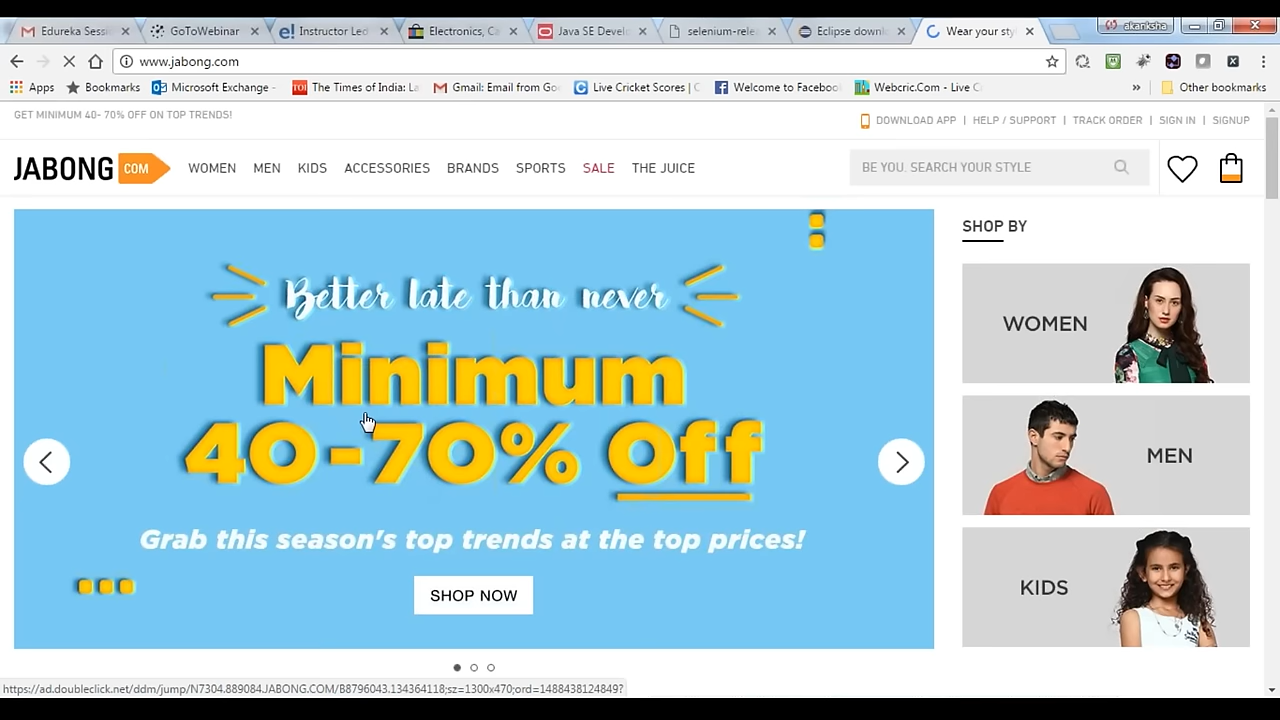 Edureka Sessi
GoToWebinar
Instructor Led
Electronics, Ca
Java SE Develo
selenium-rele
Eclipse downl
Wear your sty
akanksha
www.jabong.com
Apps
Bookmarks
Microsoft Exchange -
The Times of India: La
Gmail: Email from Go
Live Cricket Scores | C
Welcome to Facebook
Webcric.Com - Live C
»
Other bookmarks
GET MINIMUM 40- 70% OFF ON TOP TRENDS!
DOWNLOAD APP | HELP / SUPPORT | TRACK ORDER | SIGN IN | SIGNUP
JABONG COM
WOMEN MEN KIDS ACCESSORIES BRANDS SPORTS SALE THE JUICE
BE YOU. SEARCH YOUR STYLE
SHOP BY
Better late than never
Minimum
40-70% Off
Grab this season's top trends at the top prices!
SHOP NOW
WOMEN
MEN
KIDS
https://ad.doubleclick.net/ddm/jump/N7304.889084.JABONG.COM/B8796043.134364118;sz=1300x470;ord=1488438124849?